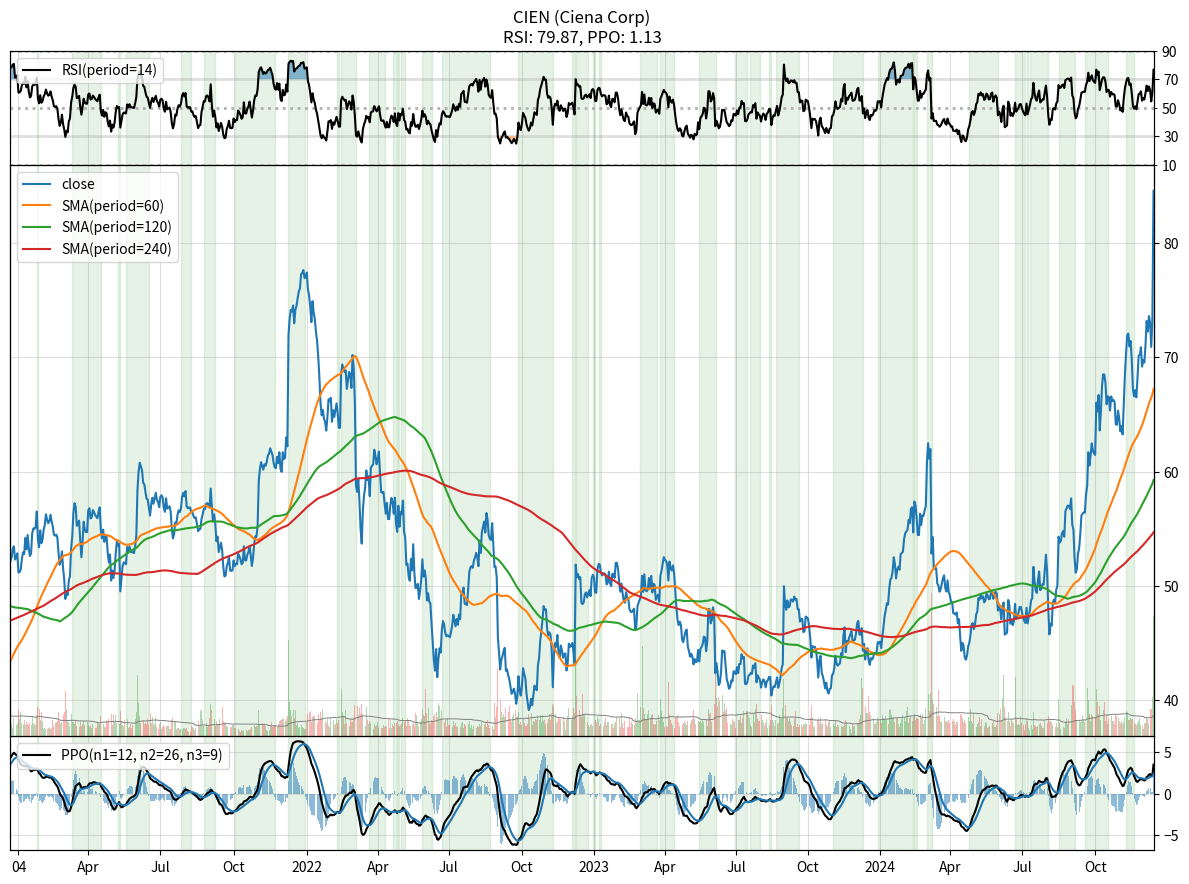 CIEN (Ciena Corp)
RSI: 79.87, PPO: 1.13
RSI(period=14)
90
70
50
30
10
close
SMA(period=60)
SMA(period=120)
SMA(period=240)
80
70
60
50
40
PPO(n1=12, n2=26, n3=9)
5
0
−5
04 Apr Jul Oct 2022 Apr Jul Oct 2023 Apr Jul Oct 2024 Apr Jul Oct